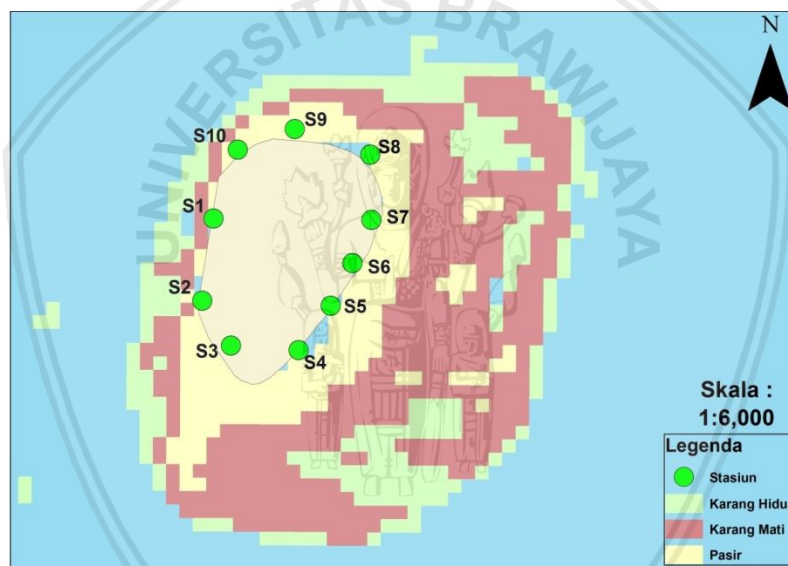 UNIVERSITAS BRAWIJAYA
N
S9
S10
S8
S1
S7
S6
S2
S5
S3
S4
Skala :
1:6,000
Legenda
Stasiun
Karang Hidup
Karang Mati
Pasir